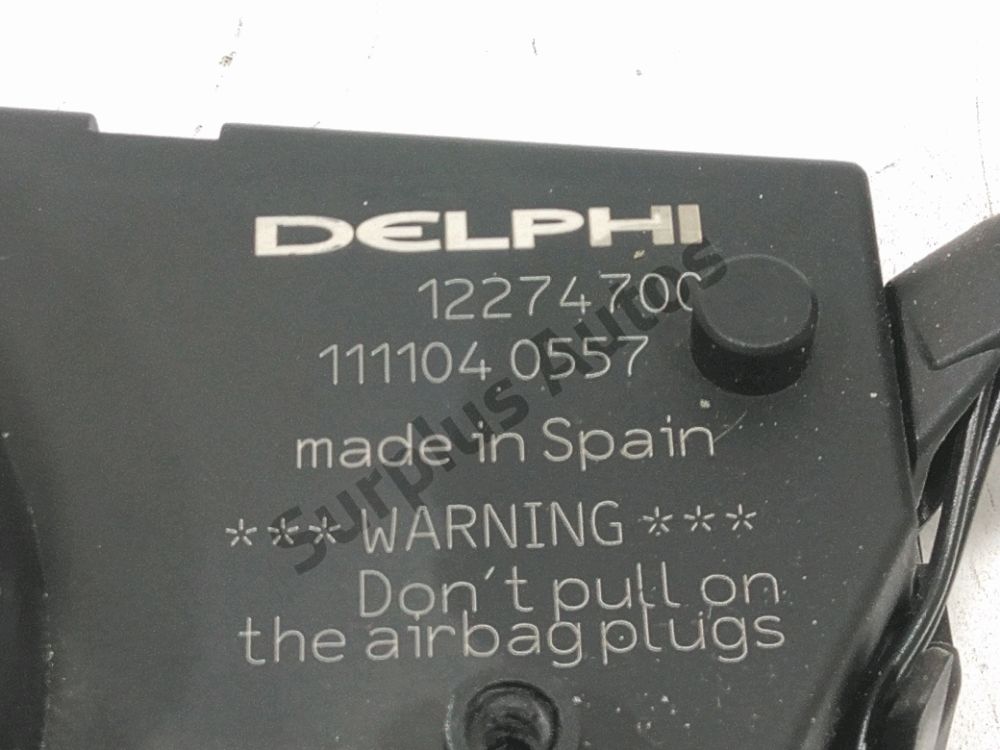 DELPHI
12274700
111104 0557
made in Spain
***WARNING***
Don't pull on
the airbag plugs
Surplus Autos